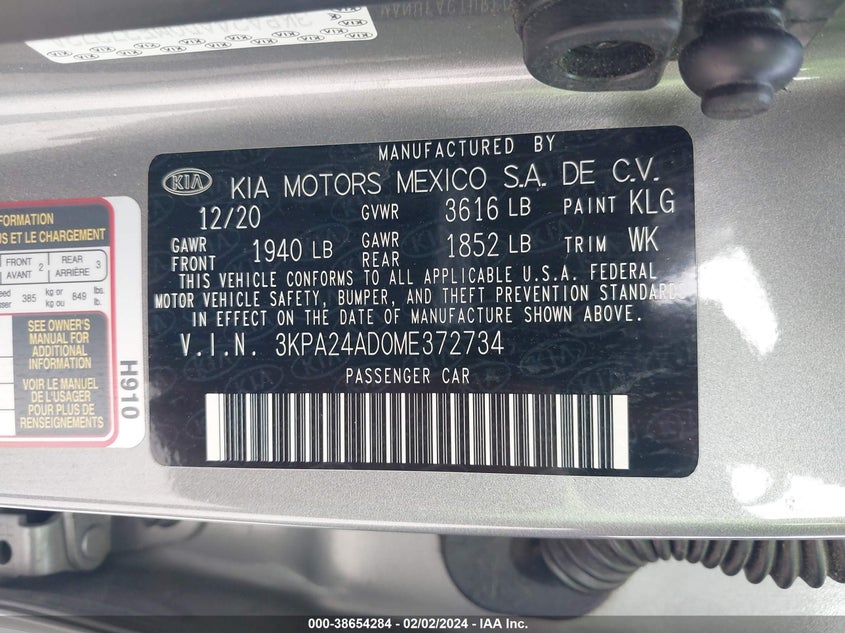 MANUFACTURED BY
KIA KIA MOTORS MEXICO S.A. DE C.V.
12/20 GVWR 3616 LB PAINT KLG
GAWR FRONT 1940 LB GAWR REAR 1852 LB TRIM WK
THIS VEHICLE CONFORMS TO ALL APPLICABLE U.S.A. FEDERAL
MOTOR VEHICLE SAFETY, BUMPER, AND THEFT PREVENTION STANDARDS
IN EFFECT ON THE DATE OF MANUFACTURE SHOWN ABOVE.
V.I.N. 3KPA24AD0ME372734
PASSENGER CAR
FORMATION
US ET LE CHARGEMENT
FRONT AVANT 2 REAR ARRIÈRE 3
385 kg or kg ou 849 lbs. lb.
SEE OWNER'S
MANUAL FOR
ADDITIONAL
INFORMATION
VOIR LE MANUEL
DE L'USAGER
POUR PLUS DE
RENSEIGNEMENTS
H910
000-38654284 - 02/02/2024 - IAA Inc.